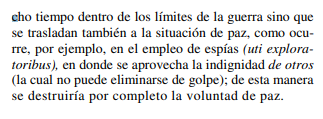 cho tiempo dentro de los límites de la guerra sino que
se trasladan también a la situación de paz, como ocu-
rre, por ejemplo, en el empleo de espías (uti explora-
toribus), en donde se aprovecha la indignidad de otros
(la cual no puede eliminarse de golpe); de esta manera
se destruiría por completo la voluntad de paz.